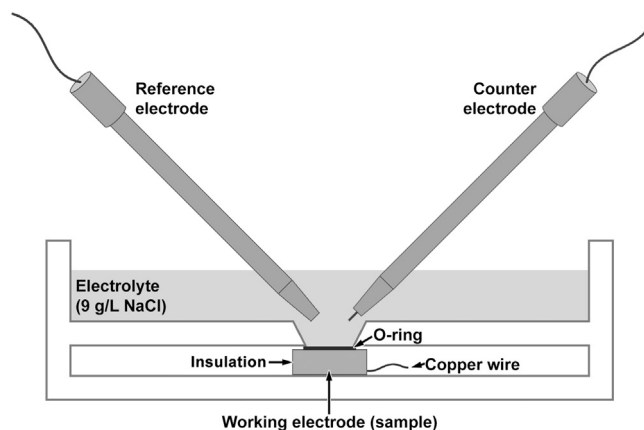 Reference
electrode
Counter
electrode
Electrolyte
(9 g/L NaCl)
O-ring
Insulation
Copper wire
Working electrode (sample)